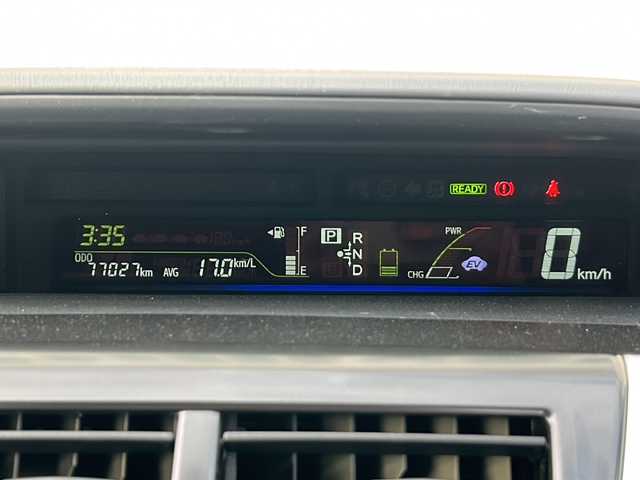 READY
3:35
F
P
R
N
D
PWR
0
EV
km/h
ODO
77027km
AVG 17.0km/L
E
CHG